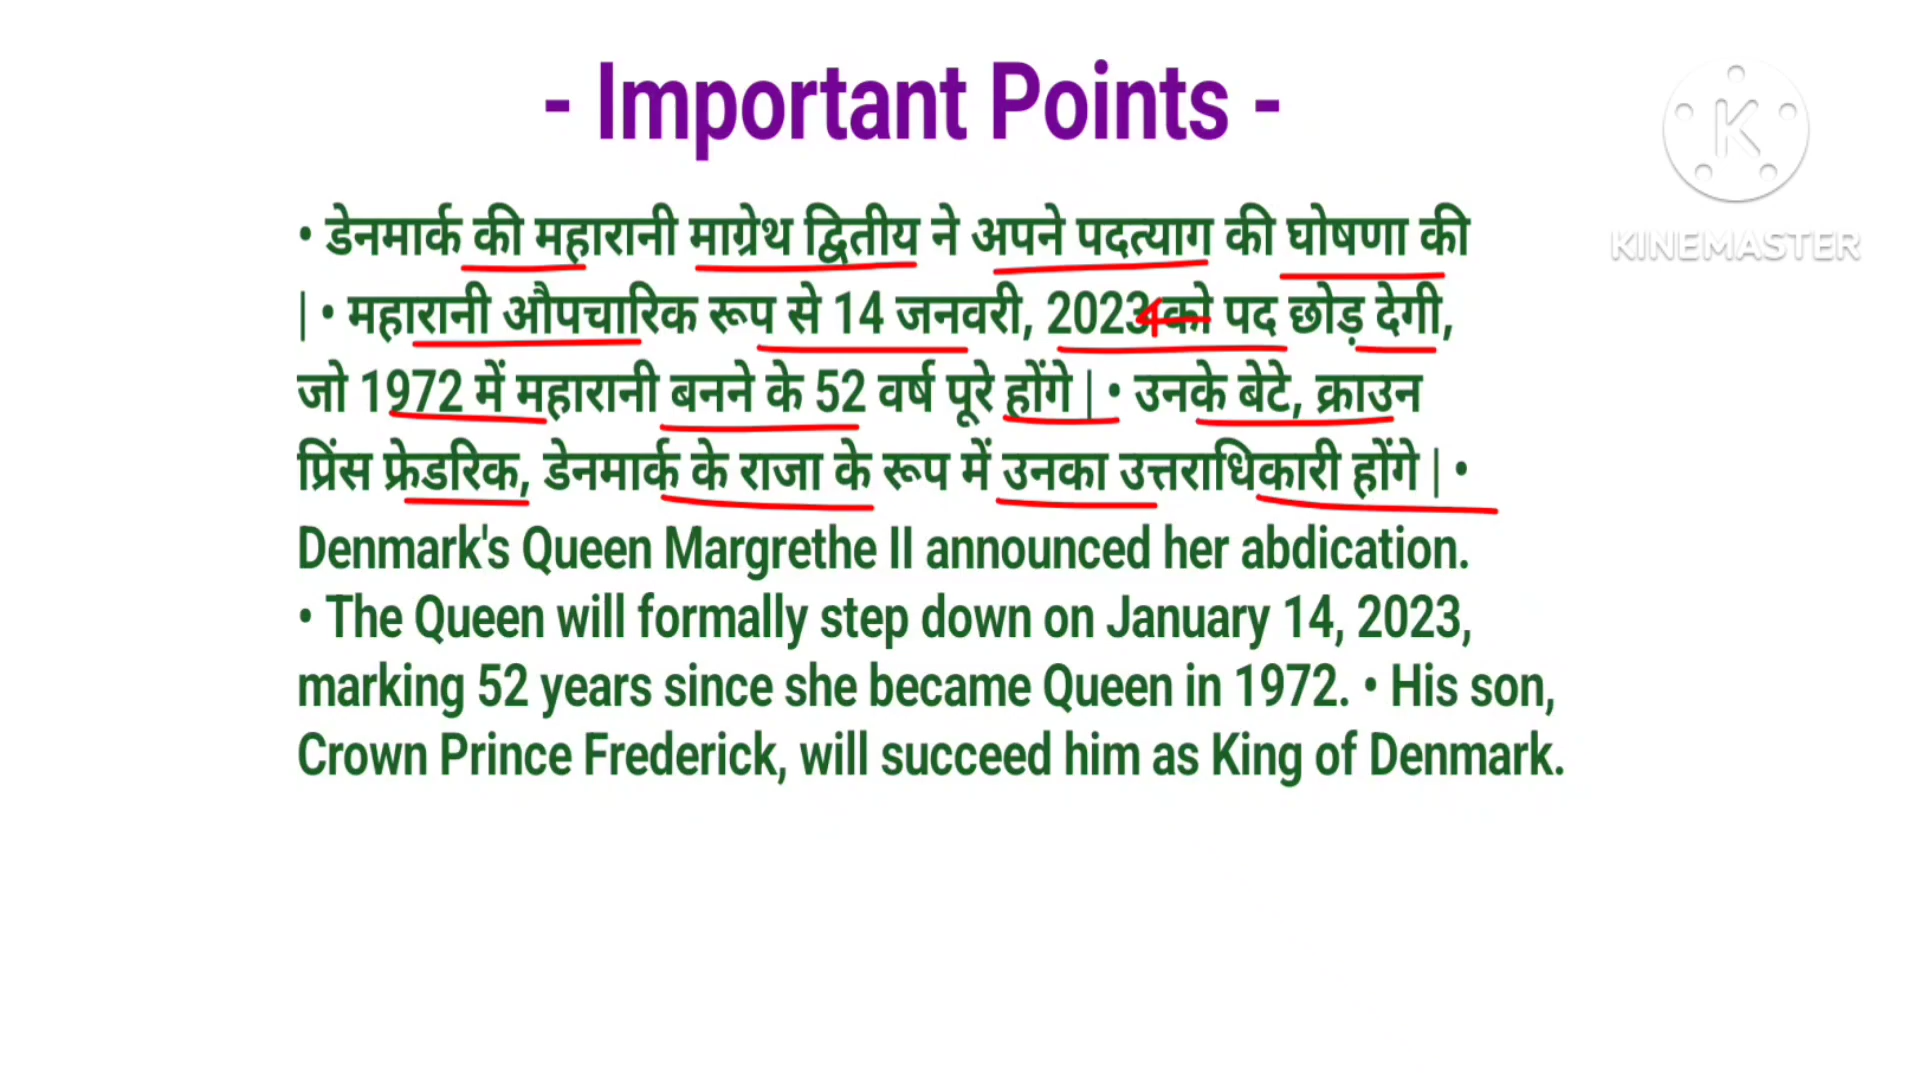 - Important Points -
KINEMASTER
• डेनमार्क की महारानी माग्रेथ द्वितीय ने अपने पदत्याग की घोषणा की
| • महारानी औपचारिक रूप से 14 जनवरी, 2023 4 को पद छोड़ देगी,
जो 1972 में महारानी बनने के 52 वर्ष पूरे होंगे | • उनके बेटे, क्राउन
प्रिंस फ्रेडरिक, डेनमार्क के राजा के रूप में उनका उत्तराधिकारी होंगे | •
Denmark's Queen Margrethe II announced her abdication.
• The Queen will formally step down on January 14, 2023,
marking 52 years since she became Queen in 1972. • His son,
Crown Prince Frederick, will succeed him as King of Denmark.